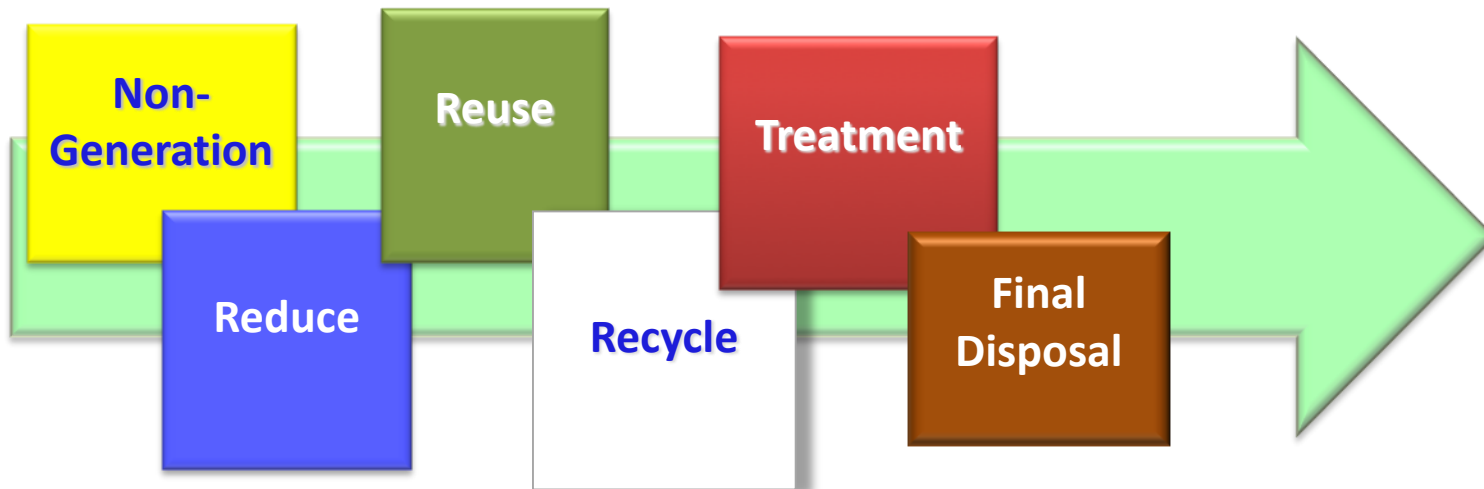 Non-
Generation
Reduce
Reuse
Recycle
Treatment
Final
Disposal